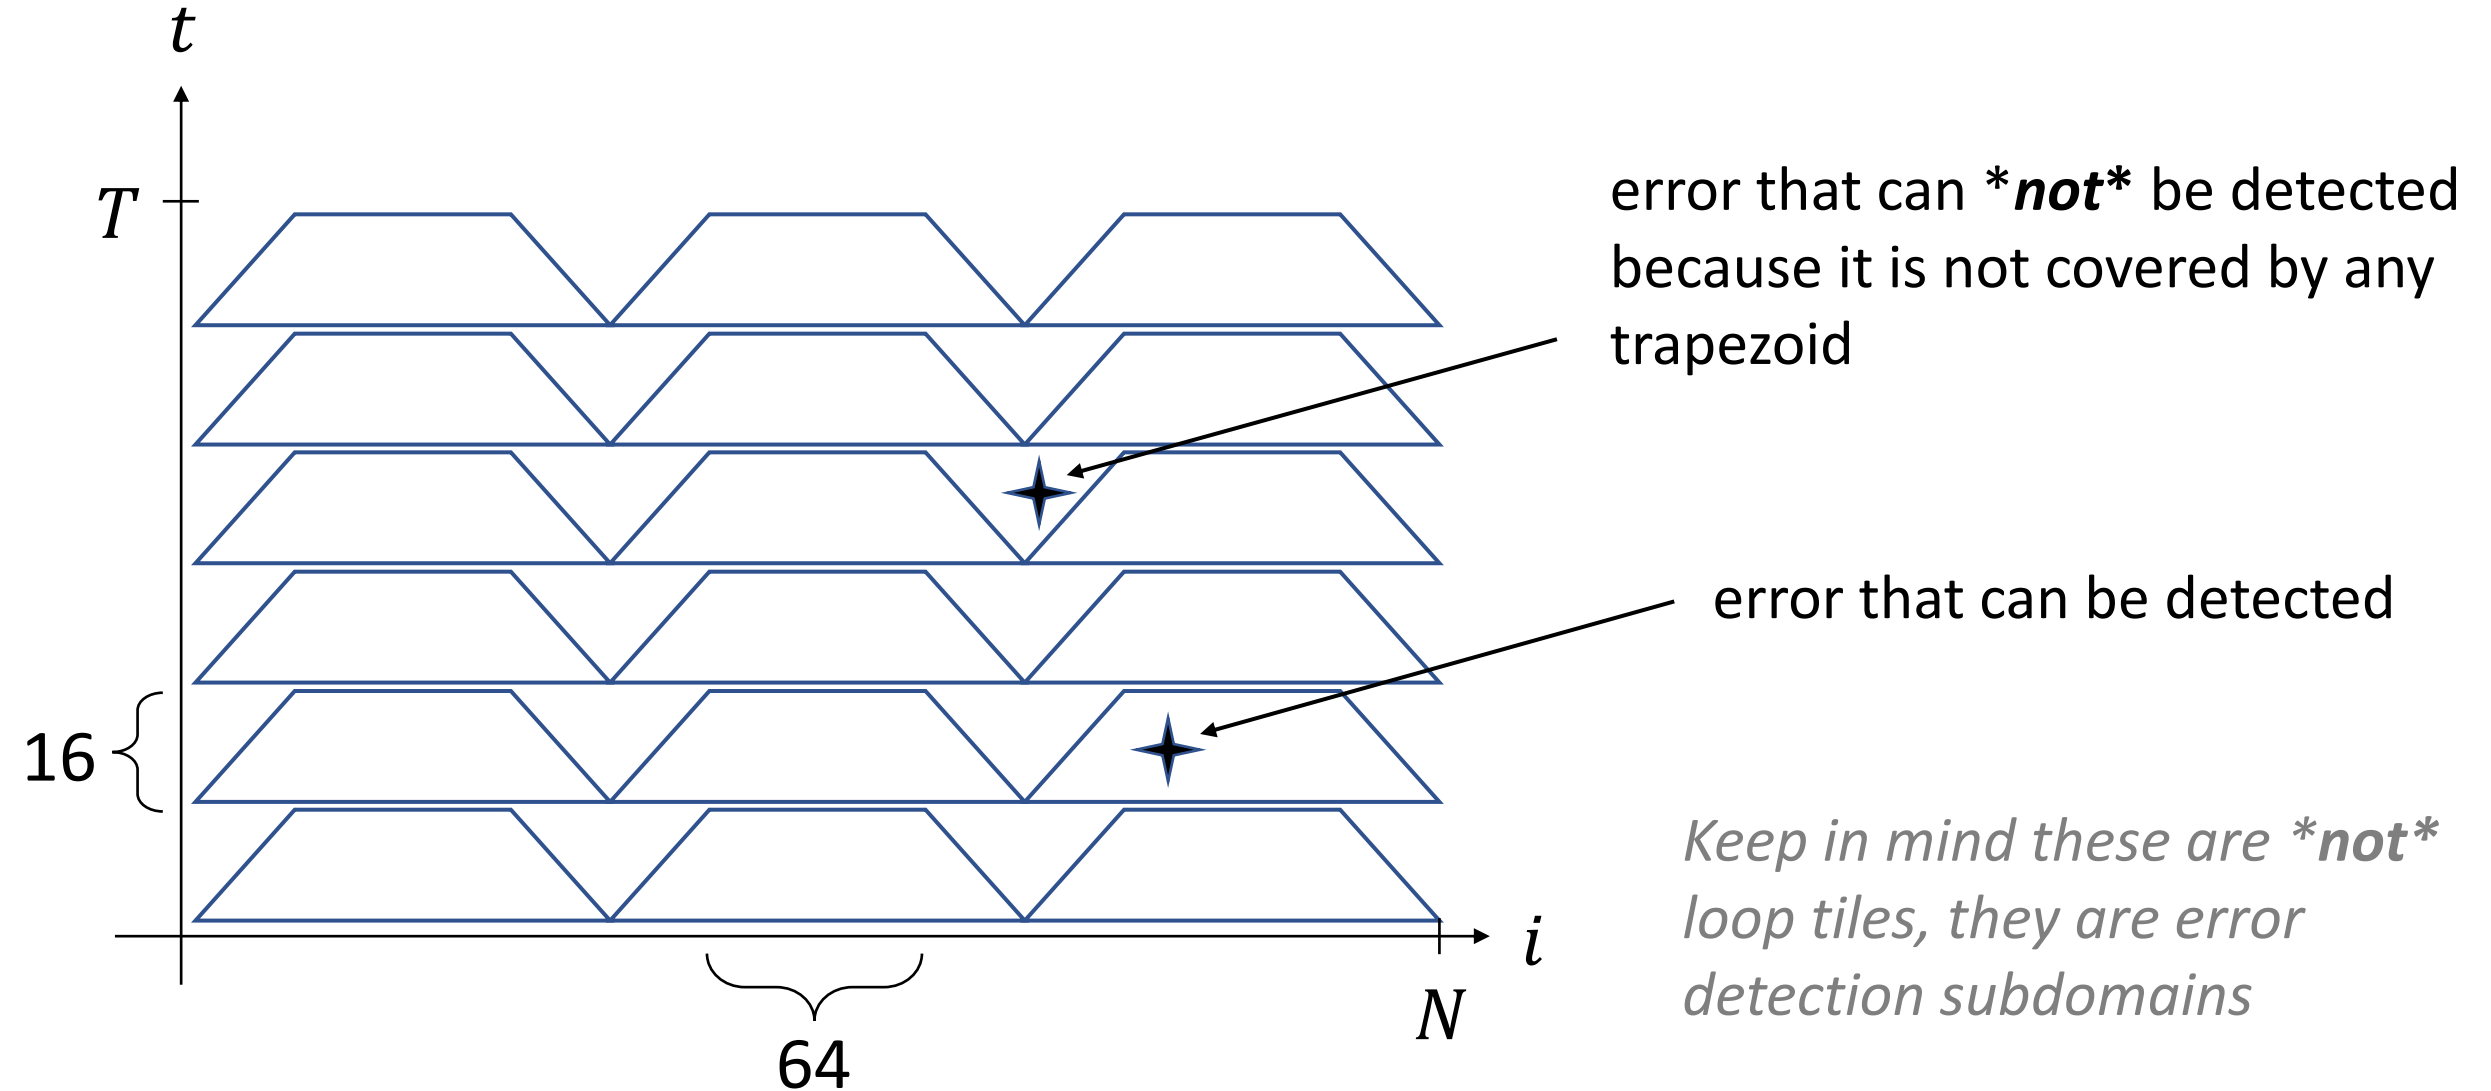 t
T
error that can *not* be detected
because it is not covered by any
trapezoid
error that can be detected
16
Keep in mind these are *not*
loop tiles, they are error
detection subdomains
i
N
64